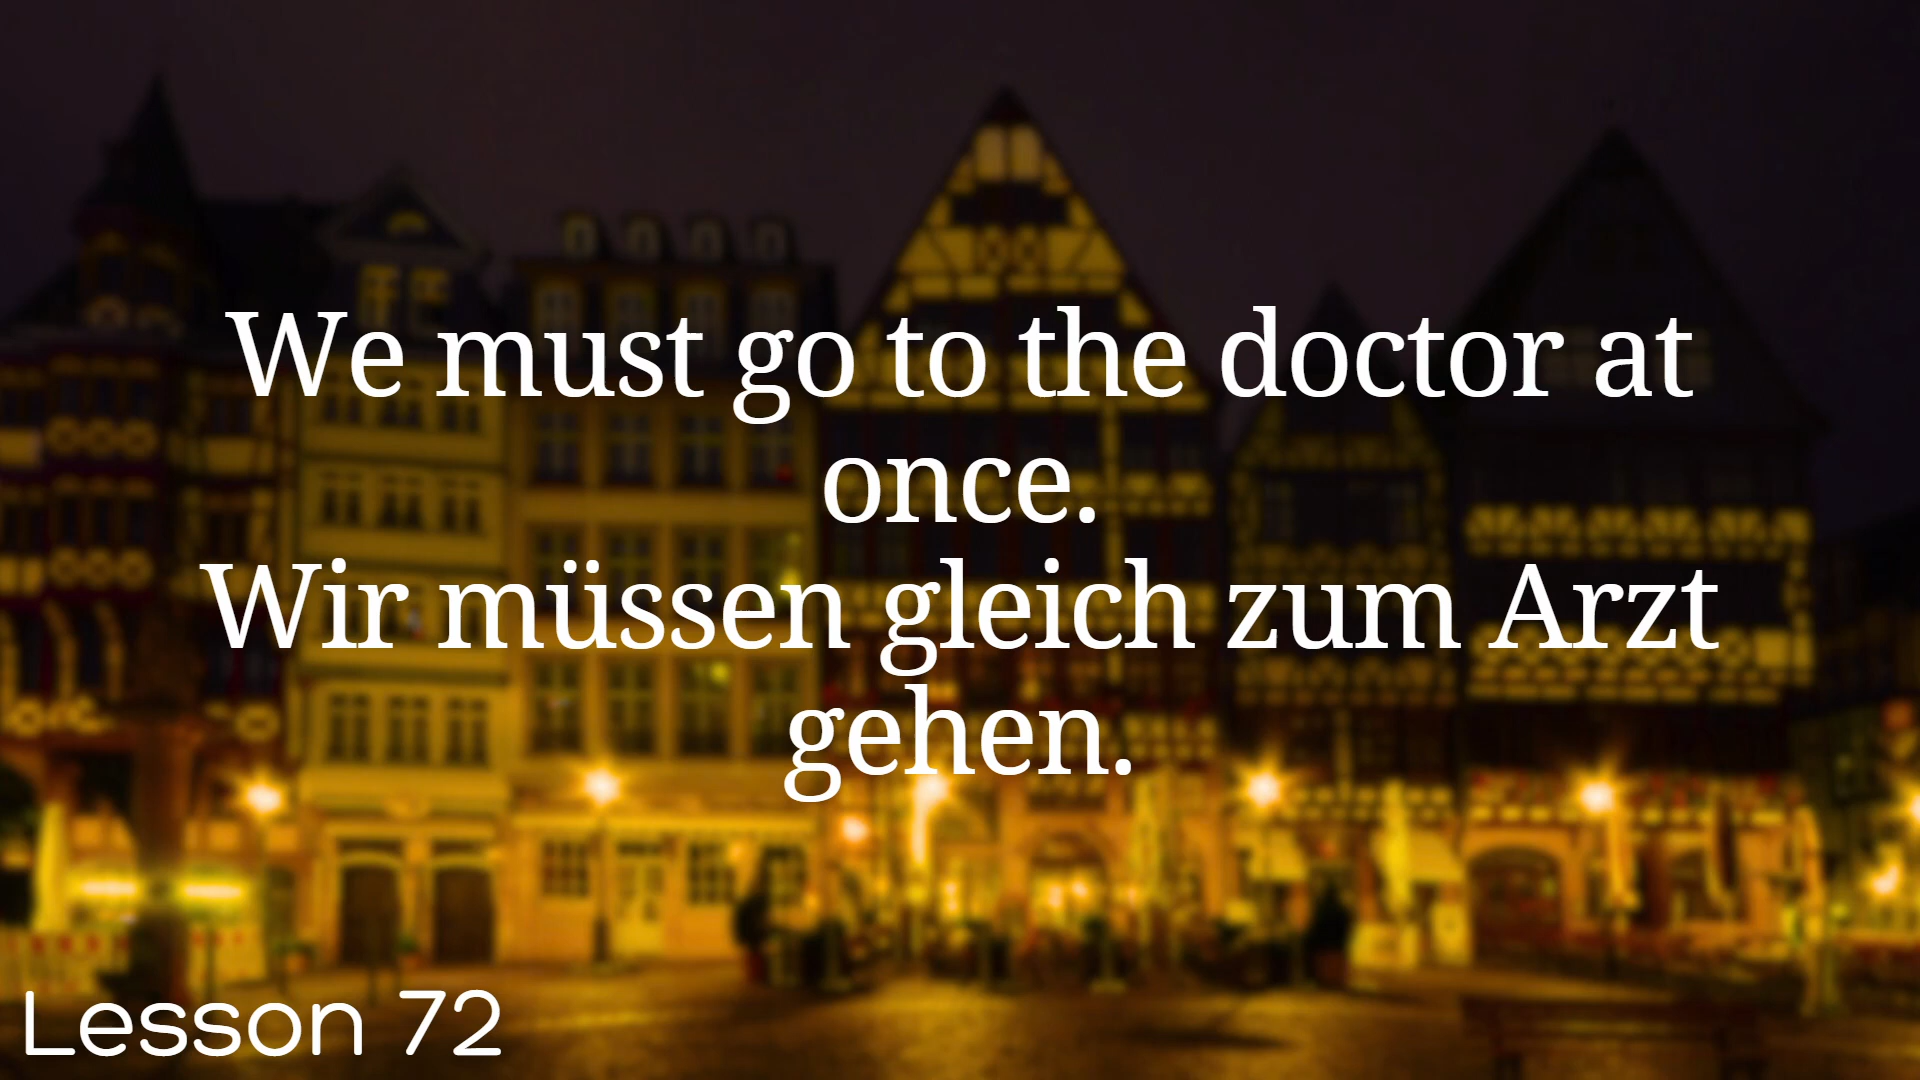 We must go to the doctor at
once.
Wir müssen gleich zum Arzt
gehen.
Lesson 72